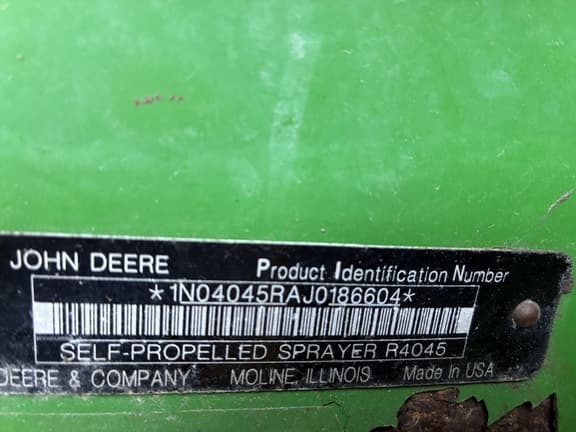 JOHN DEERE Product Identification Number
*1N04045RAJ0186604*
SELF-PROPELLED SPRAYER R4045
DEERE & COMPANY MOLINE, ILLINOIS Made in USA